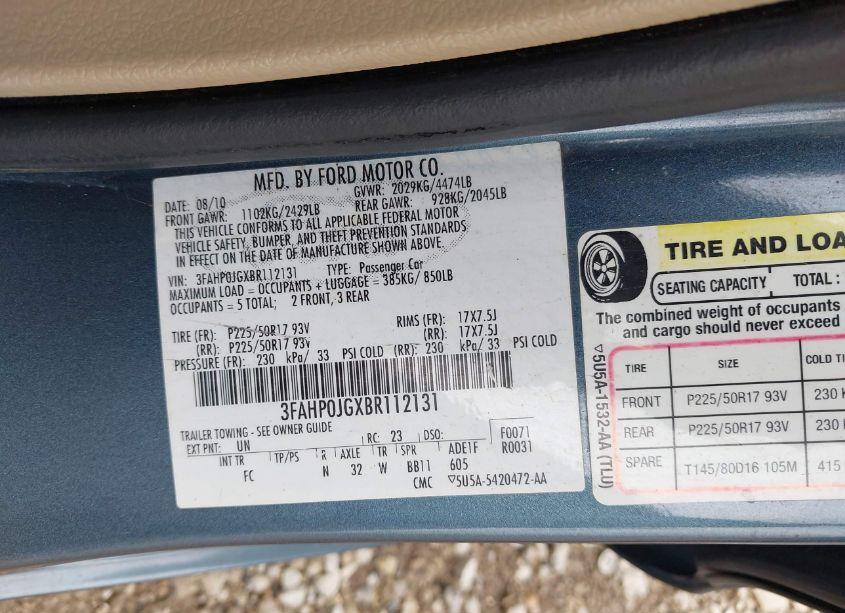 MFD. BY FORD MOTOR CO.
DATE: 08/10 GVWR: 2029KG/4474LB
FRONT GAWR: 1102KG/2429LB REAR GAWR: 928KG/2045LB
THIS VEHICLE CONFORMS TO ALL APPLICABLE FEDERAL MOTOR
VEHICLE SAFETY, BUMPER, AND THEFT PREVENTION STANDARDS
IN EFFECT ON THE DATE OF MANUFACTURE SHOWN ABOVE.
VIN: 3FAHP0JGXBR112131 TYPE: Passenger Car
MAXIMUM LOAD = OCCUPANTS + LUGGAGE = 385KG/ 850LB
OCCUPANTS = 5 TOTAL; 2 FRONT, 3 REAR
TIRE (FR): P225/50R17 93V RIMS (FR): 17X7.5J
(RR): P225/50R17 93V (RR): 17X7.5J
PRESSURE (FR): 230 kPa/ 33 PSI COLD (RR): 230 kPa/ 33 PSI COLD
3FAHP0JGXBR112131
TRAILER TOWING - SEE OWNER GUIDE F0071
EXT PNT: UN RC: 23 DSO: R0031
INT TR TP/PS R AXLE TR SPR ADE1F
FC N 32 W BB11 605
CMC ▽5U5A-5420472-AA
TIRE AND LOA
SEATING CAPACITY TOTAL :
The combined weight of occupants
and cargo should never exceed
TIRE SIZE COLD TI
FRONT P225/50R17 93V 230
REAR P225/50R17 93V 230
SPARE T145/80D16 105M 415
▽5U5A-1532-AA (TLU)